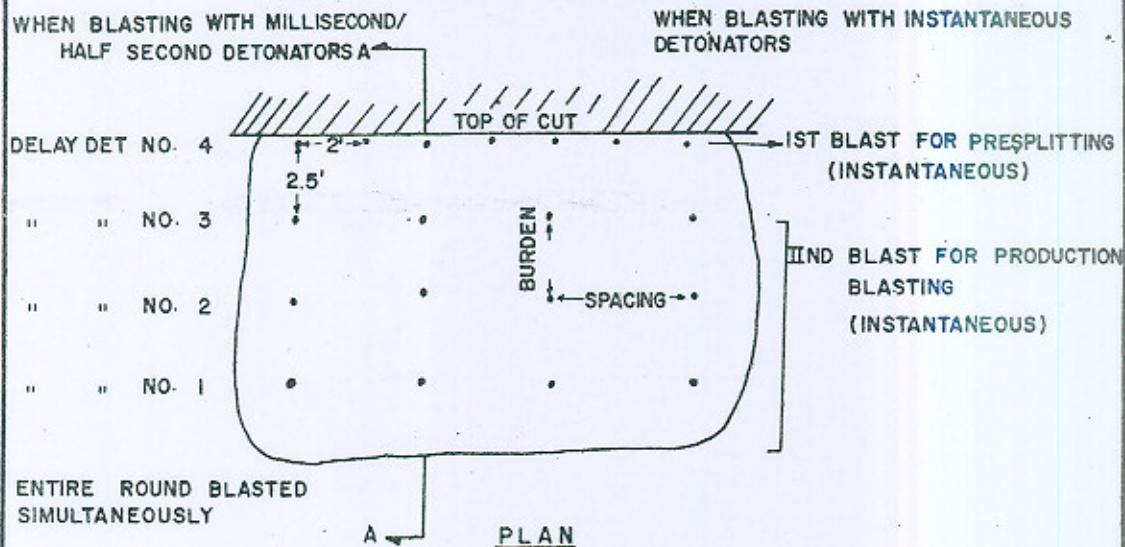 WHEN BLASTING WITH MILLISECOND/
HALF SECOND DETONATORS A
WHEN BLASTING WITH INSTANTANEOUS
DETONATORS
TOP OF CUT
DELAY DET NO. 4
2'
1ST BLAST FOR PRESPLITTING
(INSTANTANEOUS)
2.5'
" " NO. 3
BURDEN
IIND BLAST FOR PRODUCTION
BLASTING
(INSTANTANEOUS)
" " NO. 2
SPACING
" " NO. 1
ENTIRE ROUND BLASTED
SIMULTANEOUSLY
A
PLAN